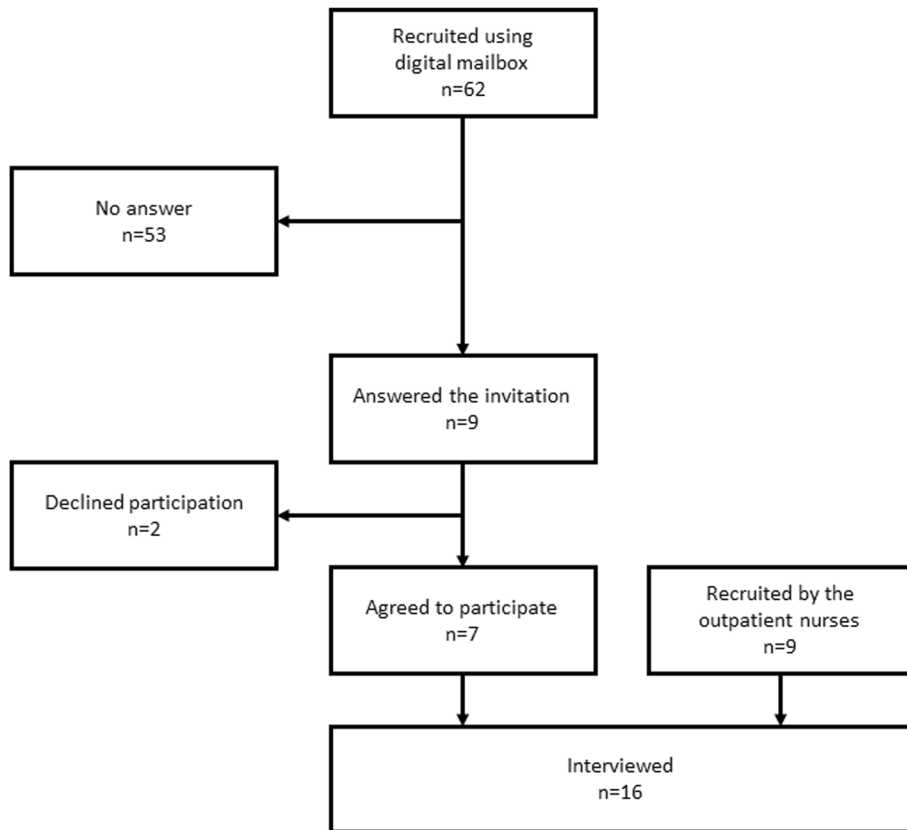 Recruited using
digital mailbox
n=62
No answer
n=53
Answered the invitation
n=9
Declined participation
n=2
Agreed to participate
n=7
Recruited by the
outpatient nurses
n=9
Interviewed
n=16